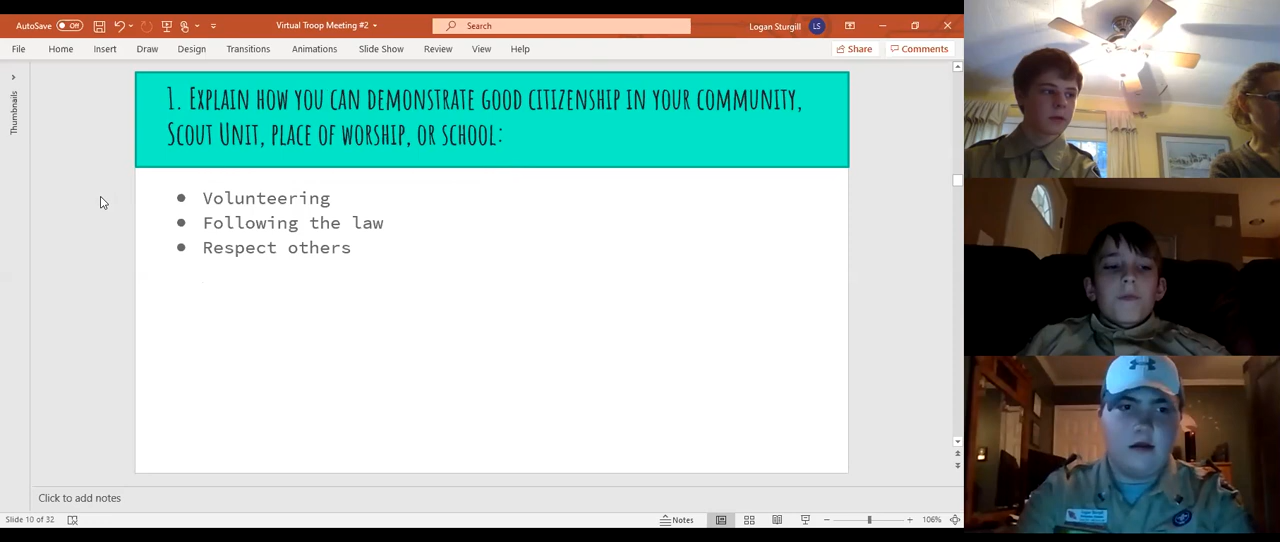 AutoSave Off
Virtual Troop Meeting #2
Search
Logan Sturgill LS
File Home Insert Draw Design Transitions Animations Slide Show Review View Help Share Comments
Thumbnails
1. Explain how you can demonstrate good citizenship in your community,
Scout Unit, place of worship, or school:
● Volunteering
● Following the law
● Respect others
Click to add notes
Slide 10 of 32 Notes 106%
Logan Sturgill